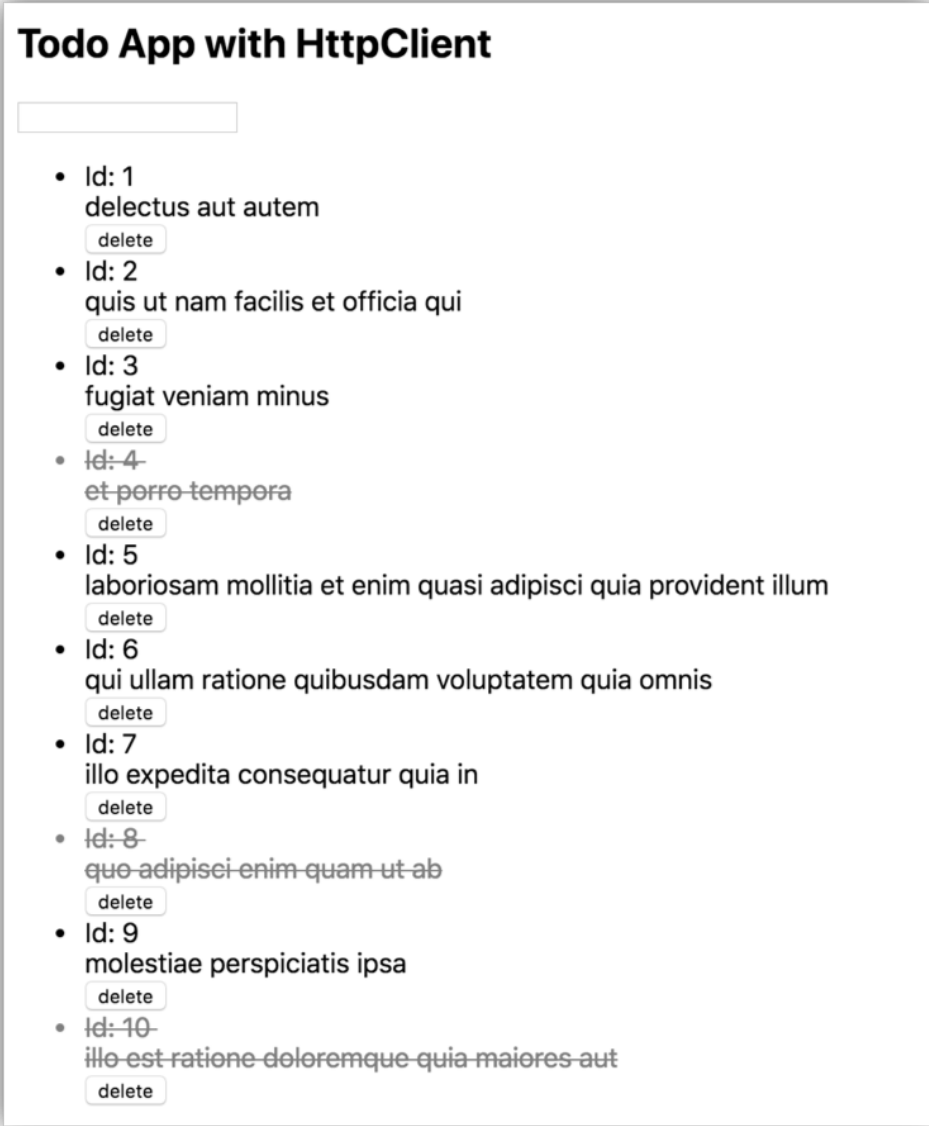 Todo App with HttpClient
Id: 1
delectus aut autem
delete
Id: 2
quis ut nam facilis et officia qui
delete
Id: 3
fugiat veniam minus
delete
Id: 4
et porro tempora
delete
Id: 5
laboriosam mollitia et enim quasi adipisci quia provident illum
delete
Id: 6
qui ullam ratione quibusdam voluptatem quia omnis
delete
Id: 7
illo expedita consequatur quia in
delete
Id: 8
quo adipisci enim quam ut ab
delete
Id: 9
molestiae perspiciatis ipsa
delete
Id: 10
illo est ratione doloremque quia maiores aut
delete